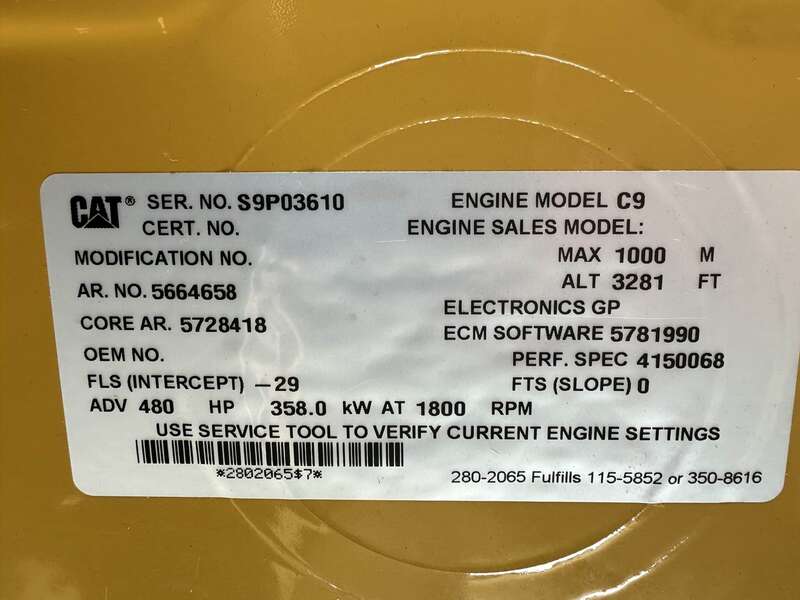 CAT® SER. NO. S9P03610 ENGINE MODEL C9
CERT. NO. ENGINE SALES MODEL:
MODIFICATION NO. MAX 1000 M
AR. NO. 5664658 ALT 3281 FT
ELECTRONICS GP
CORE AR. 5728418 ECM SOFTWARE 5781990
OEM NO. PERF. SPEC 4150068
FLS (INTERCEPT) -29 FTS (SLOPE) 0
ADV 480 HP 358.0 kW AT 1800 RPM
USE SERVICE TOOL TO VERIFY CURRENT ENGINE SETTINGS
*2802065$7* 280-2065 Fulfills 115-5852 or 350-8616